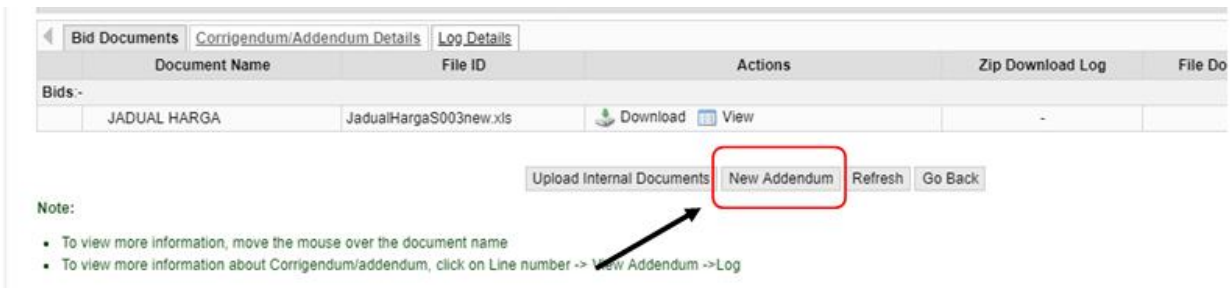 Bid Documents Corrigendum/Addendum Details Log Details
Document Name File ID Actions Zip Download Log File Do
Bids:-
JADUAL HARGA JadualHargaS003new.xls Download View -
Upload Internal Documents New Addendum Refresh Go Back
Note:
To view more information, move the mouse over the document name
To view more information about Corrigendum/addendum, click on Line number -> View Addendum ->Log